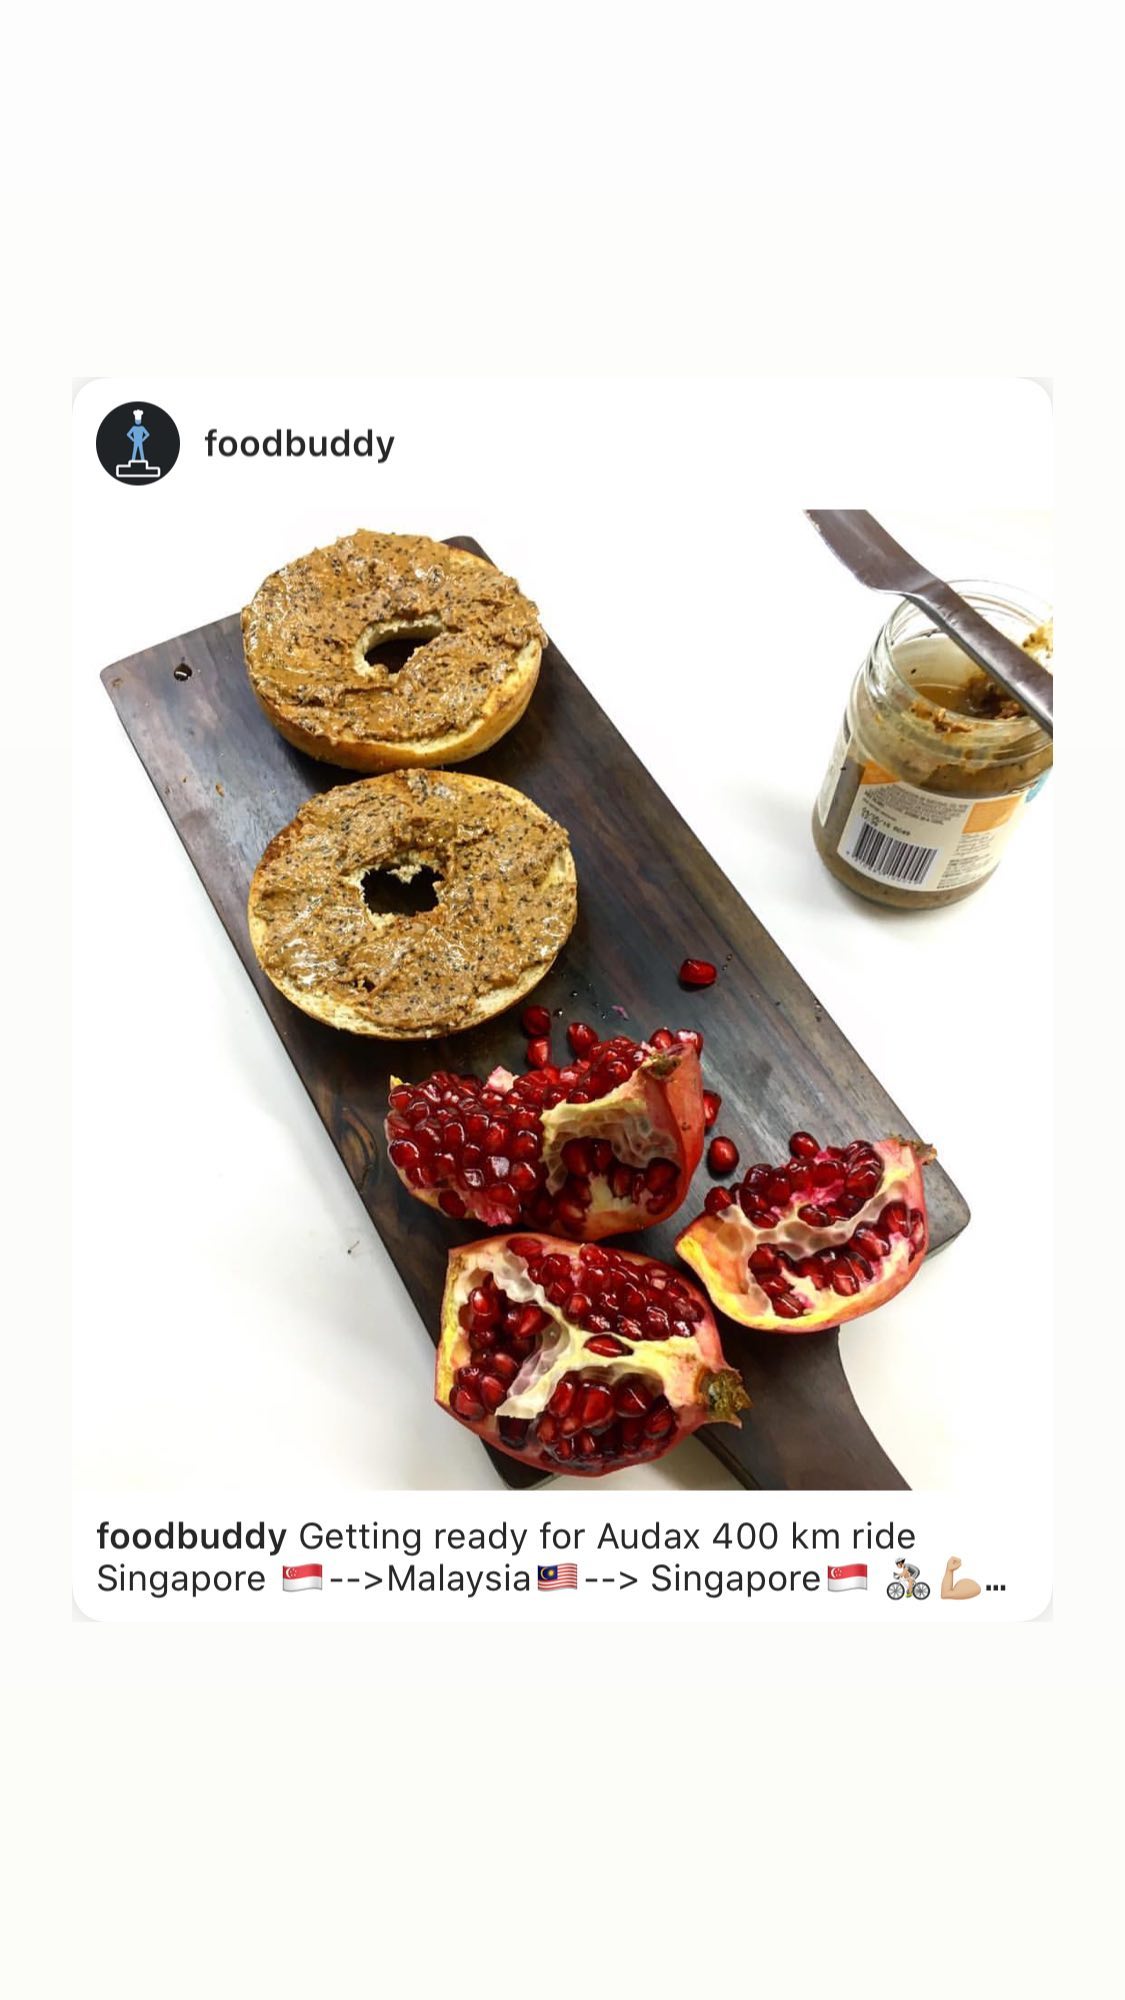 foodbuddy
foodbuddy Getting ready for Audax 400 km ride
Singapore 🇸🇬-->Malaysia🇲🇾--> Singapore🇸🇬 🚴🏻💪🏼...